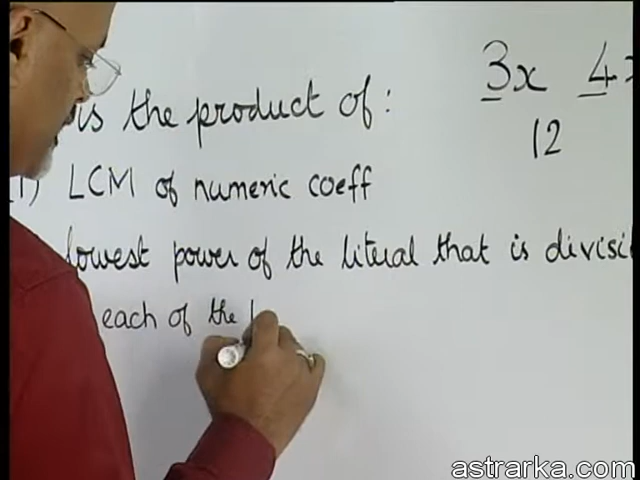 is the product of :
3x 4x
12
1) LCM of numeric coeff
lowest power of the literal that is divisi
each of the
astrarka.com